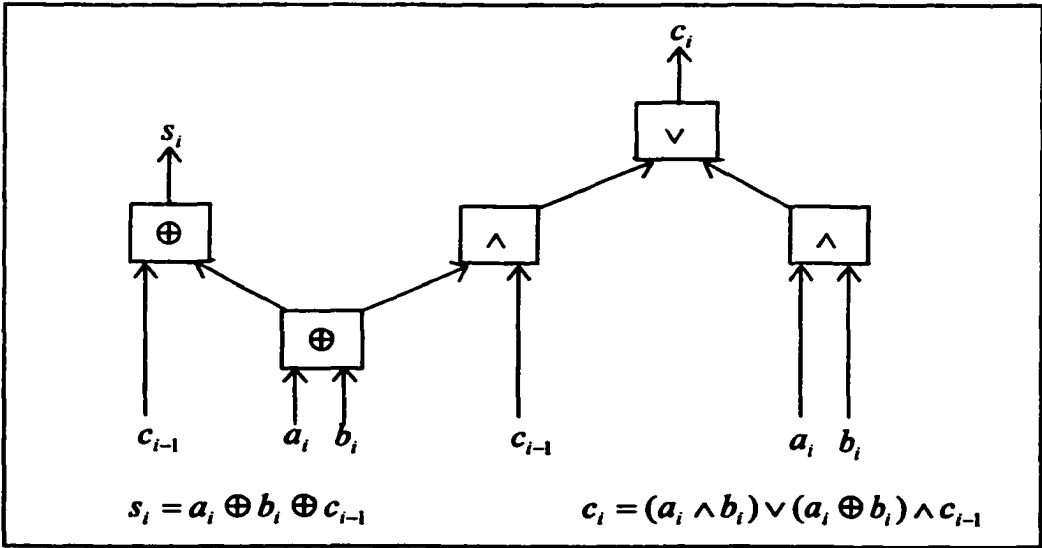 c_i
∨
s_i
⊕ ∧ ∧
⊕
c_{i-1} a_i b_i c_{i-1} a_i b_i
s_i = a_i ⊕ b_i ⊕ c_{i-1} c_i = (a_i ∧ b_i) ∨ (a_i ⊕ b_i) ∧ c_{i-1}